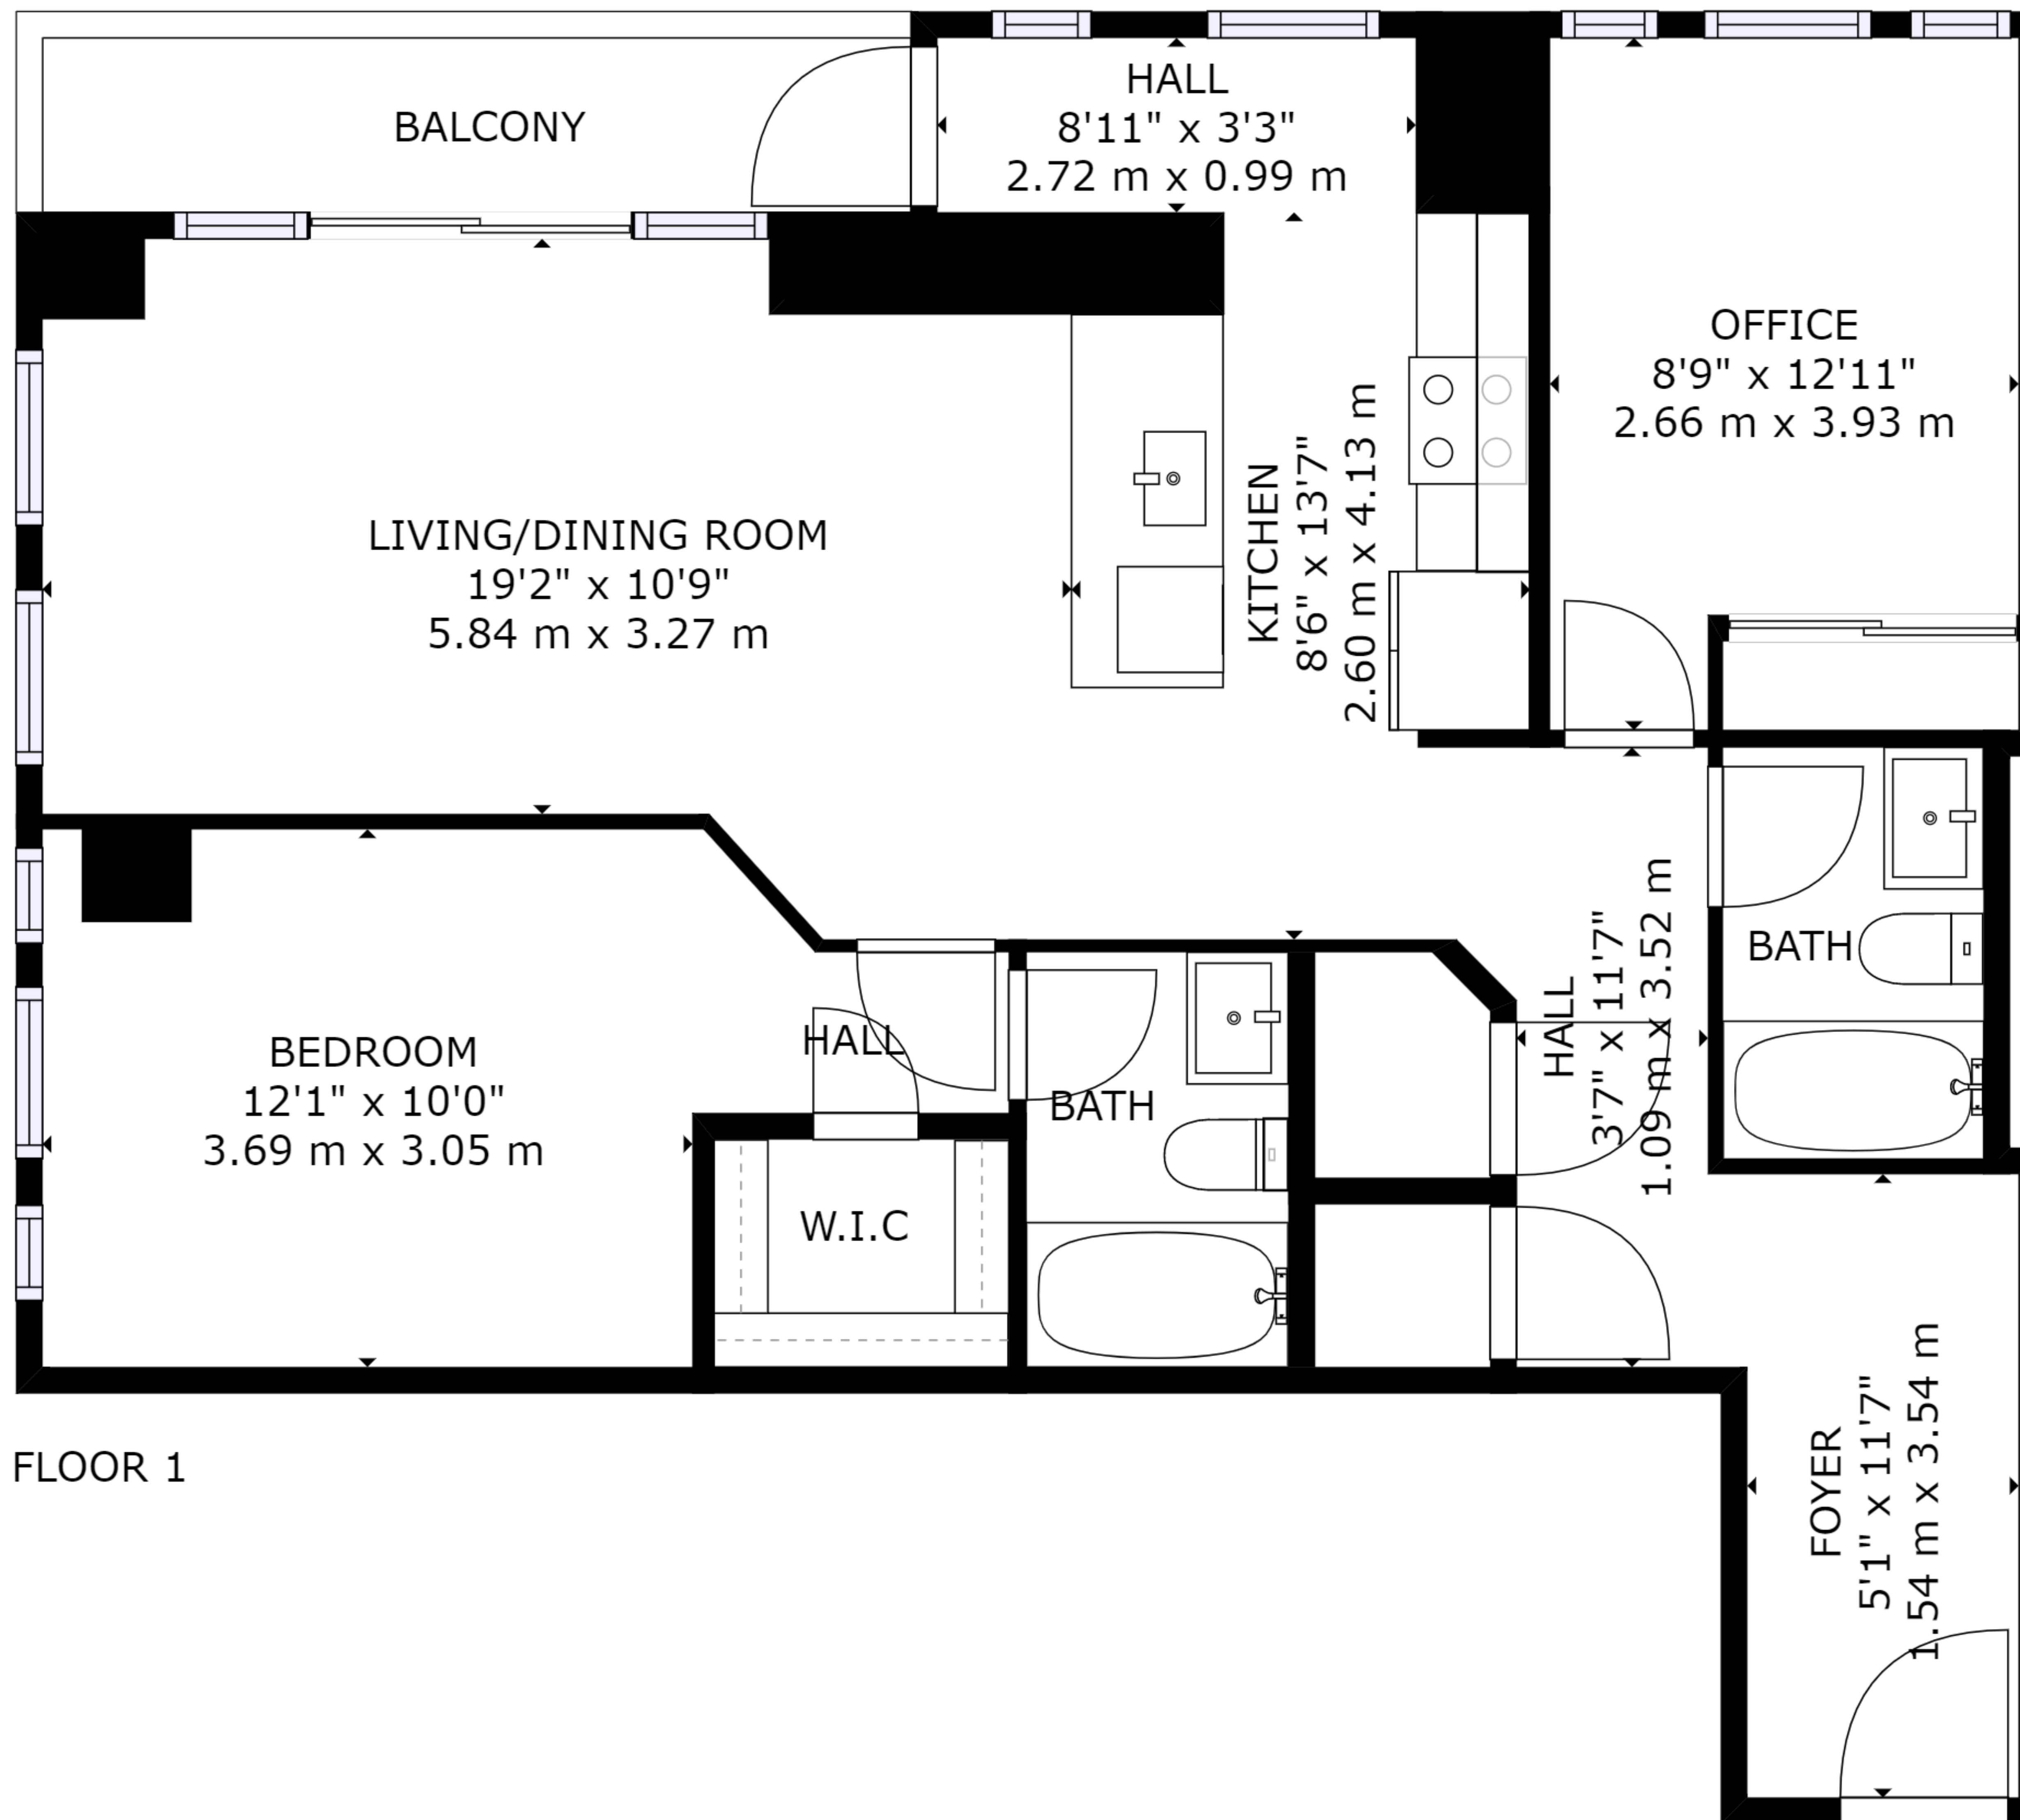 BALCONY
HALL
8'11" x 3'3"
2.72 m x 0.99 m
OFFICE
8'9" x 12'11"
2.66 m x 3.93 m
LIVING/DINING ROOM
19'2" x 10'9"
5.84 m x 3.27 m
KITCHEN
8'6" x 13'7"
2.60 m x 4.13 m
BATH
HALL
3'7" x 11'7"
1.09 m x 3.52 m
BEDROOM
12'1" x 10'0"
3.69 m x 3.05 m
HALL
BATH
W.I.C
FOYER
5'1" x 11'7"
1.54 m x 3.54 m
FLOOR 1